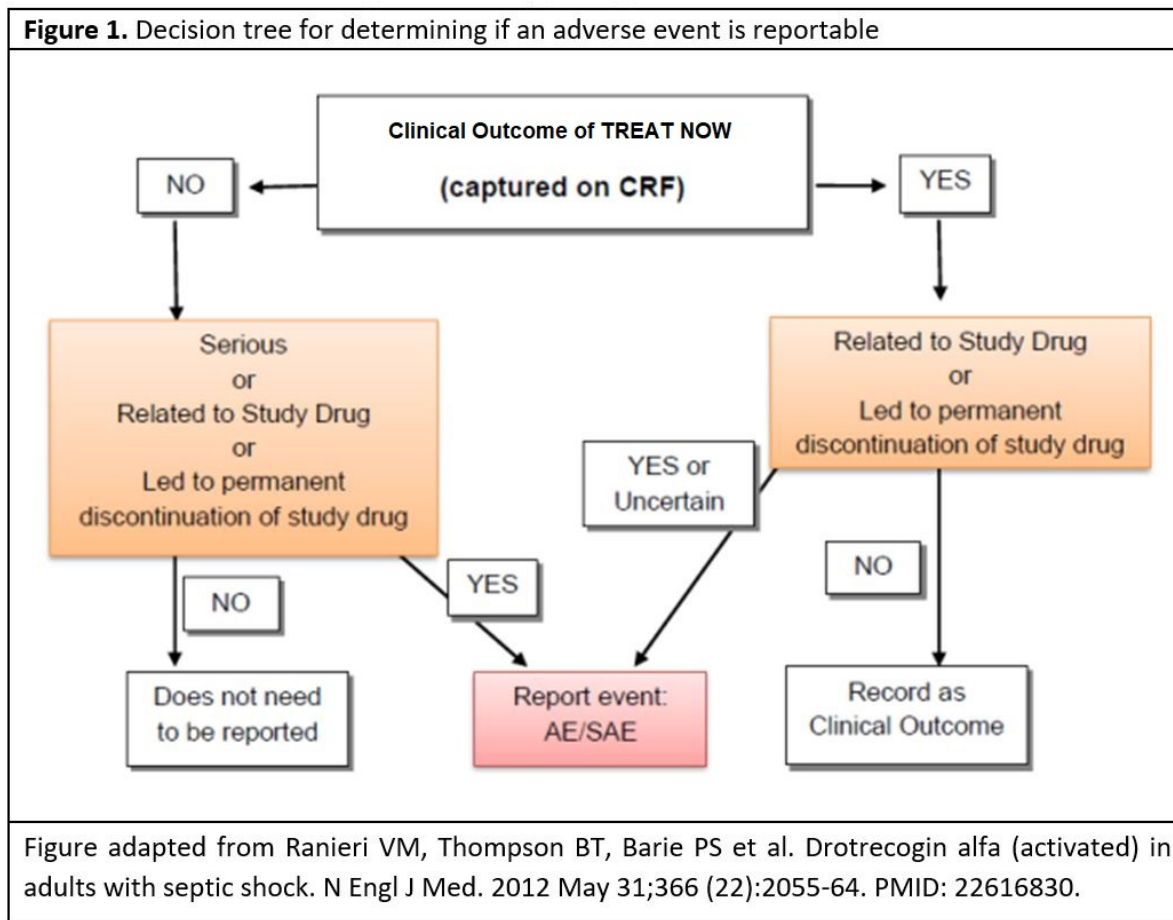 Figure 1. Decision tree for determining if an adverse event is reportable
Clinical Outcome of TREAT NOW
(captured on CRF)
NO
YES
Serious
or
Related to Study Drug
or
Led to permanent
discontinuation of study drug
Related to Study Drug
or
Led to permanent
discontinuation of study drug
YES or
Uncertain
NO
YES
NO
Does not need
to be reported
Report event:
AE/SAE
Record as
Clinical Outcome
Figure adapted from Ranieri VM, Thompson BT, Barie PS et al. Drotrecogin alfa (activated) in
adults with septic shock. N Engl J Med. 2012 May 31;366 (22):2055-64. PMID: 22616830.